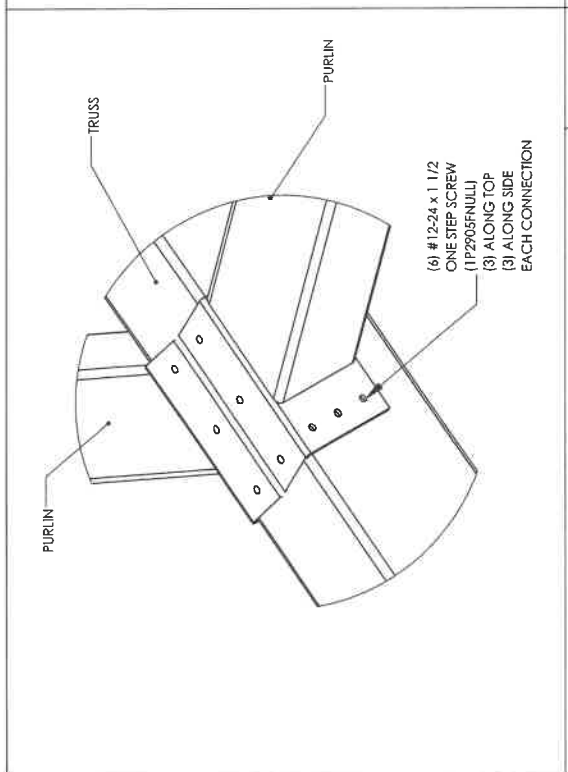 PURLIN
TRUSS
PURLIN
(6) #12-24 x 1 1/2
ONE STEP SCREW
(1P2905FNULL)
(3) ALONG TOP
(3) ALONG SIDE
EACH CONNECTION